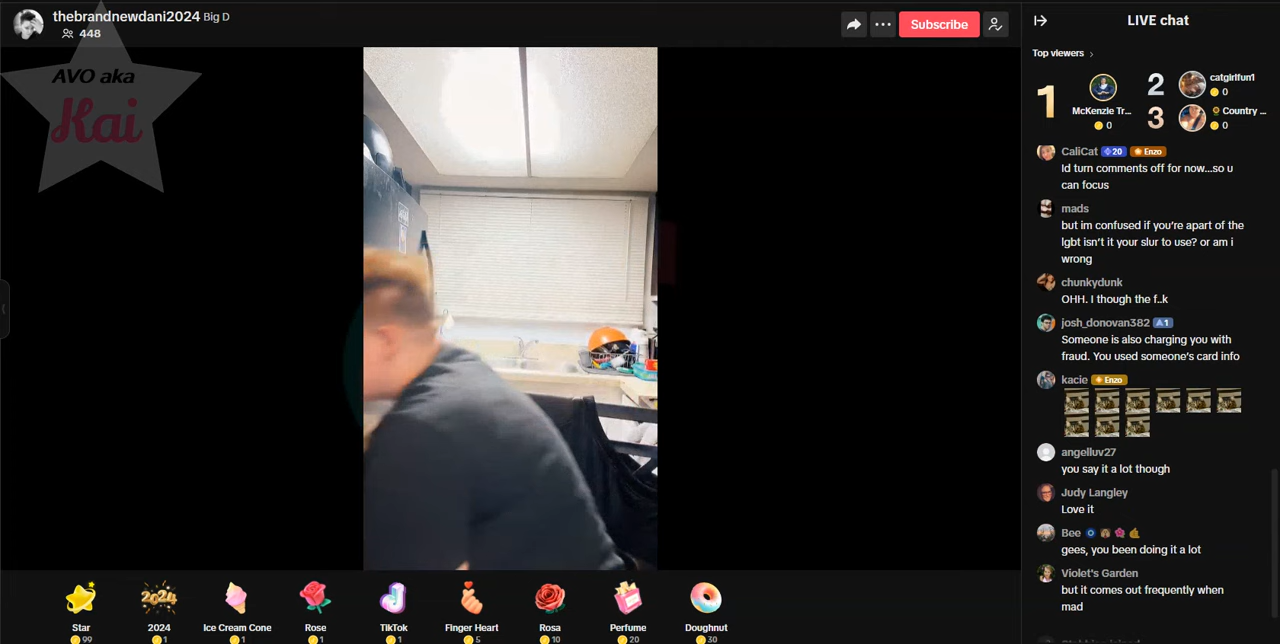 thebrandnewdani2024 Big D
448
Subscribe
AVO aka
Kai
LIVE chat
Top viewers
1
McKenzie Tr...
0
2
catgirlfun1
0
3
Country ...
0
CaliCat 20 Enzo
Id turn comments off for now...so u
can focus
mads
but im confused if you're apart of the
lgbt isn't it your slur to use? or am i
wrong
chunkydunk
OHH. I though the f..k
josh_donovan382 1
Someone is also charging you with
fraud. You used someone's card info
kacie Enzo
angelluv27
you say it a lot though
Judy Langley
Love it
Bee
gees, you been doing it a lot
Violet's Garden
but it comes out frequently when
mad
2024
Star
99
2024
1
Ice Cream Cone
1
Rose
1
TikTok
1
Finger Heart
5
Rosa
10
Perfume
20
Doughnut
30